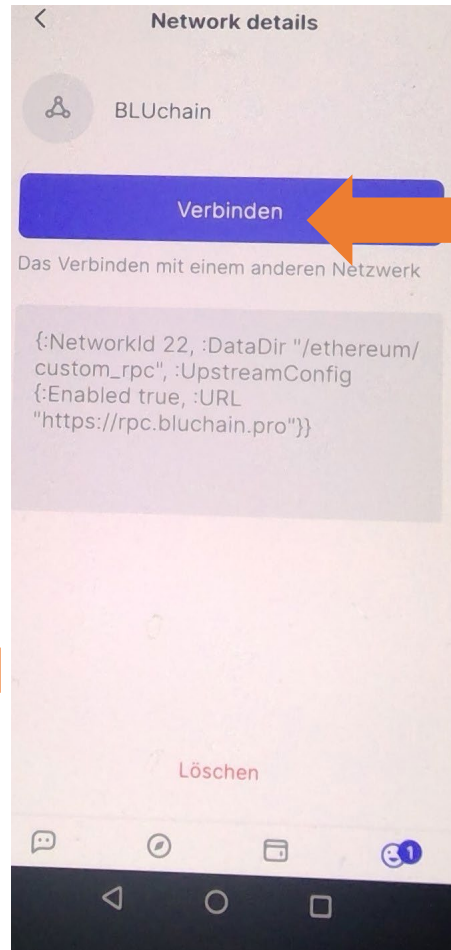 Network details
BLUchain
Verbinden
Das Verbinden mit einem anderen Netzwerk
{:NetworkId 22, :DataDir "/ethereum/
custom_rpc", :UpstreamConfig
{:Enabled true, :URL
"https://rpc.bluchain.pro"}}
Löschen
1